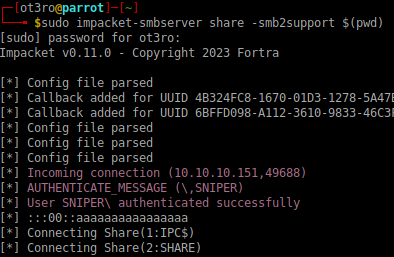 [ot3ro@parrot]-[~]
$sudo impacket-smbserver share -smb2support $(pwd)
[sudo] password for ot3ro:
Impacket v0.11.0 - Copyright 2023 Fortra
[*] Config file parsed
[*] Callback added for UUID 4B324FC8-1670-01D3-1278-5A47
[*] Callback added for UUID 6BFFD098-A112-3610-9833-46C3
[*] Config file parsed
[*] Config file parsed
[*] Config file parsed
[*] Incoming connection (10.10.10.151,49688)
[*] AUTHENTICATE_MESSAGE (\,SNIPER)
[*] User SNIPER\ authenticated successfully
[*] :::00::aaaaaaaaaaaaaaaa
[*] Connecting Share(1:IPC$)
[*] Connecting Share(2:SHARE)